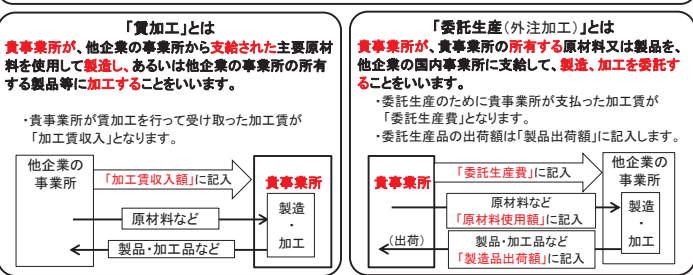 「賃加工」とは
貴事業所が、他企業の事業所から支給された主要原材
料を使用して製造し、あるいは他企業の事業所の所有
する製品等に加工することをいいます。
・貴事業所が賃加工を行って受け取った加工賃が
「加工賃収入」となります。
他企業の
事業所
「加工賃収入額」に記入
貴事業所
原材料など
製造
・
加工
製品・加工品など
「委託生産(外注加工)」とは
貴事業所が、貴事業所の所有する原材料又は製品を、
他企業の国内事業所に支給して、製造、加工を委託す
ることをいいます。
・委託生産のために貴事業所が支払った加工賃が
「委託生産費」となります。
・委託生産品の出荷額は「製品出荷額」に記入します。
貴事業所
「委託生産費」に記入
他企業の
事業所
原材料など
「原材料使用額」に記入
製造
・
加工
(出荷)
製品・加工品など
「製造品出荷額」に記入